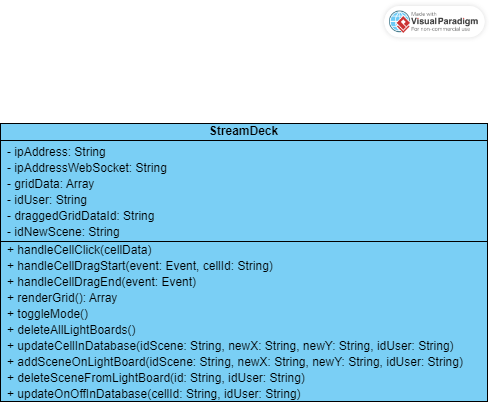 Made with
VisualParadigm
For non-commercial use
StreamDeck
- ipAddress: String
- ipAddressWebSocket: String
- gridData: Array
- idUser: String
- draggedGridDataId: String
- idNewScene: String
+ handleCellClick(cellData)
+ handleCellDragStart(event: Event, cellId: String)
+ handleCellDragEnd(event: Event)
+ renderGrid(): Array
+ toggleMode()
+ deleteAllLightBoards()
+ updateCellInDatabase(idScene: String, newX: String, newY: String, idUser: String)
+ addSceneOnLightBoard(idScene: String, newX: String, newY: String, idUser: String)
+ deleteSceneFromLightBoard(id: String, idUser: String)
+ updateOnOffInDatabase(cellId: String, idUser: String)